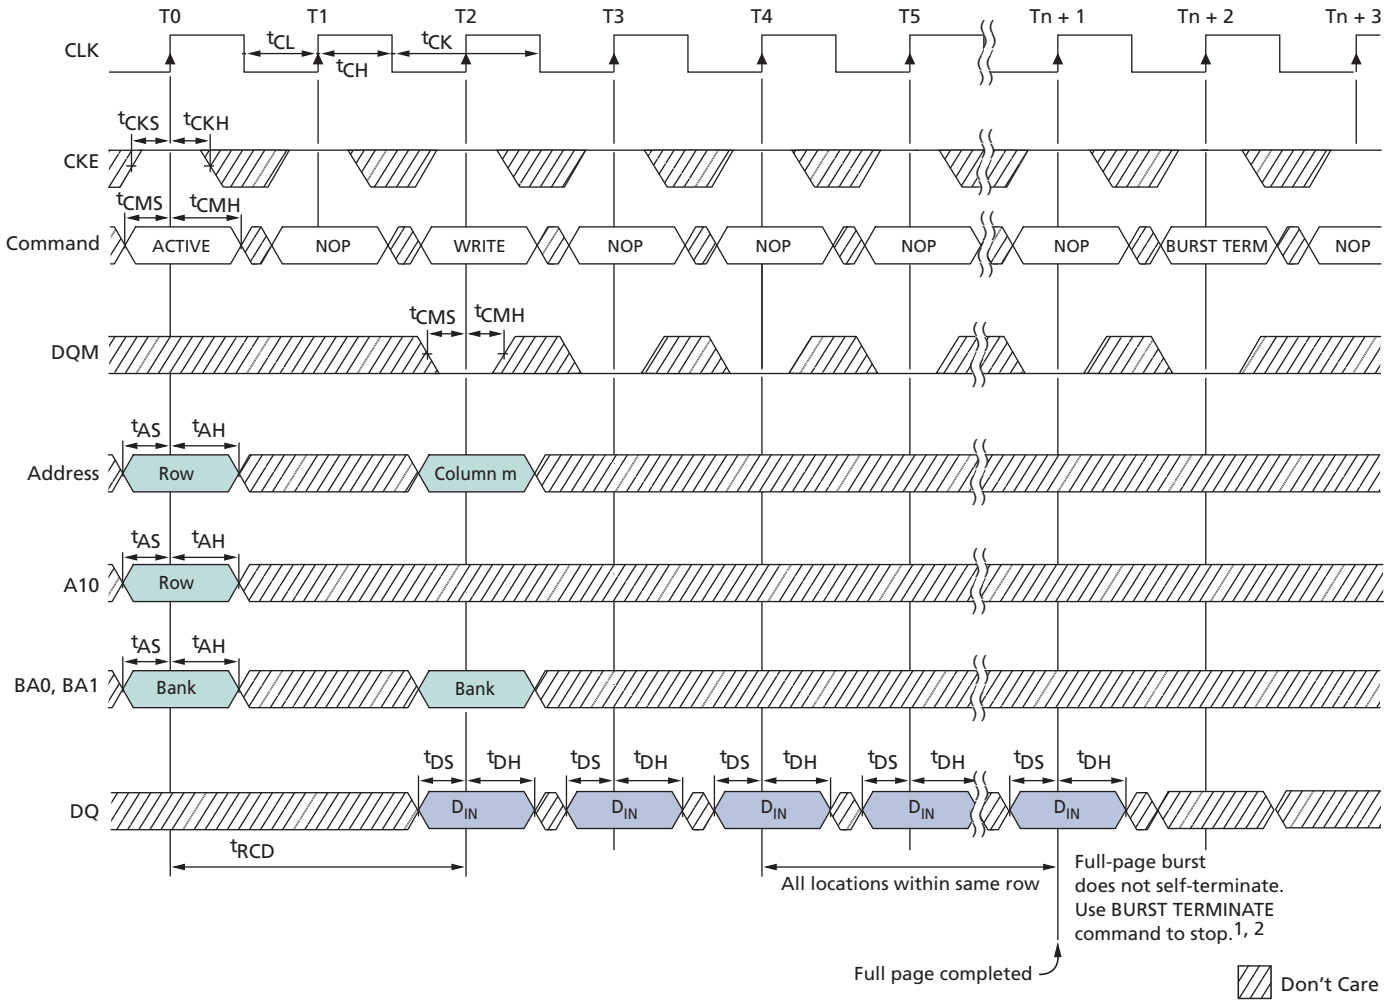 T0 T1 T2 T3 T4 T5 Tn + 1 Tn + 2 Tn + 3
CLK tCL tCH tCK
tCKS tCKH
CKE
tCMS tCMH
Command ACTIVE NOP WRITE NOP NOP NOP NOP BURST TERM NOP
tCMS tCMH
DQM
tAS tAH
Address Row Column m
tAS tAH
A10 Row
tAS tAH
BA0, BA1 Bank Bank
tDS tDH tDS tDH tDS tDH tDS tDH tDS tDH
DQ DIN DIN DIN DIN DIN
tRCD
All locations within same row
Full-page burst
does not self-terminate.
Use BURST TERMINATE
command to stop.1, 2
Full page completed
Don't Care